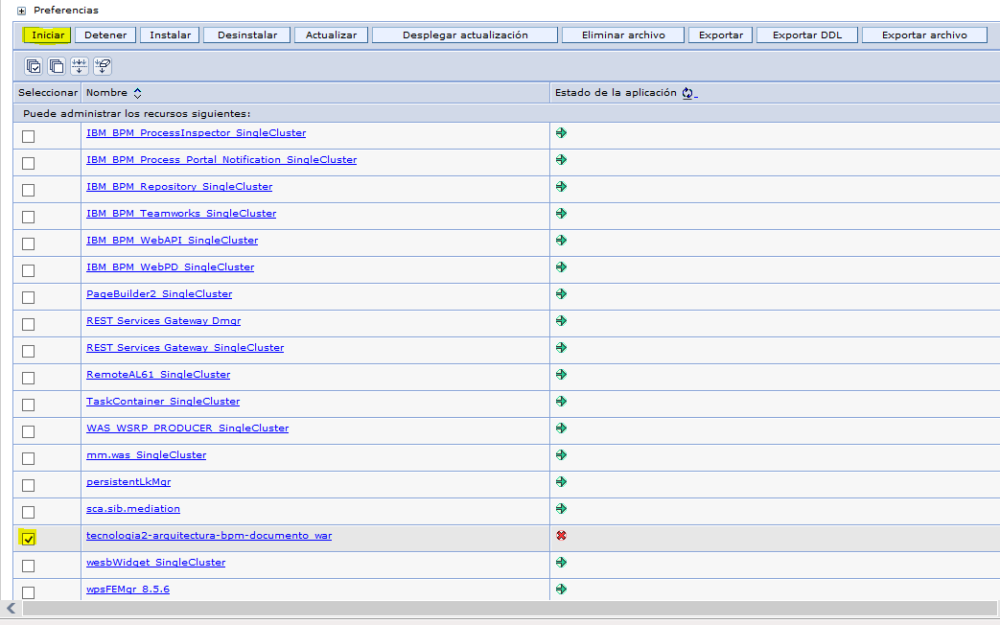 Preferencias
Iniciar Detener Instalar Desinstalar Actualizar Desplegar actualización Eliminar archivo Exportar Exportar DDL Exportar archivo
Seleccionar Nombre Estado de la aplicación
Puede administrar los recursos siguientes:
IBM_BPM_ProcessInspector_SingleCluster
IBM_BPM_Process_Portal_Notification_SingleCluster
IBM_BPM_Repository_SingleCluster
IBM_BPM_Teamworks_SingleCluster
IBM_BPM_WebAPI_SingleCluster
IBM_BPM_WebPD_SingleCluster
PageBuilder2_SingleCluster
REST Services Gateway Dmgr
REST Services Gateway_SingleCluster
RemoteAL61_SingleCluster
TaskContainer_SingleCluster
WAS_WSRP_PRODUCER_SingleCluster
mm.was_SingleCluster
persistentLkMgr
sca.sib.mediation
tecnologia2-arquitectura-bpm-documento_war
wesbWidget_SingleCluster
wpsFEMgr_8.5.6